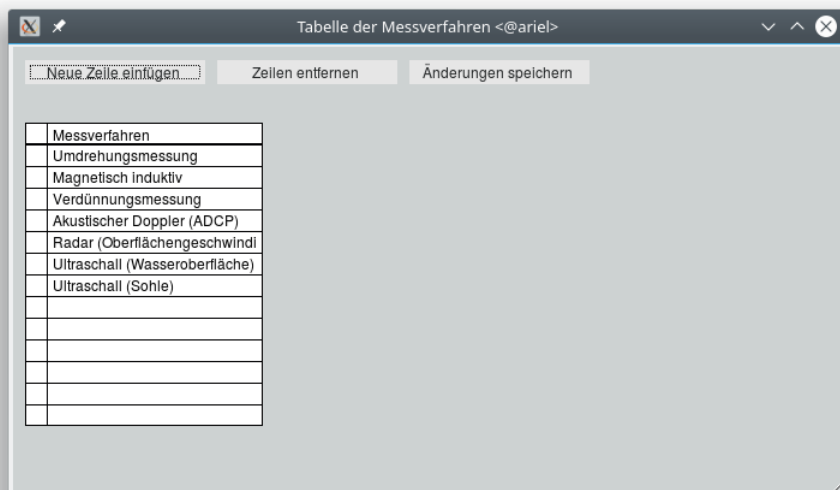 Tabelle der Messverfahren <@ariel>
Neue Zeile einfügen Zeilen entfernen Änderungen speichern
Messverfahren
Umdrehungsmessung
Magnetisch induktiv
Verdünnungsmessung
Akustischer Doppler (ADCP)
Radar (Oberflächengeschwindi
Ultraschall (Wasseroberfläche)
Ultraschall (Sohle)